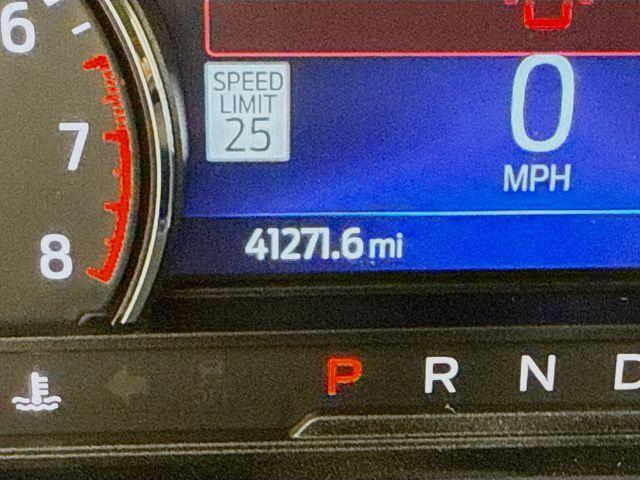 6
7
8
SPEED
LIMIT
25
0
MPH
41271.6 mi
P R N D